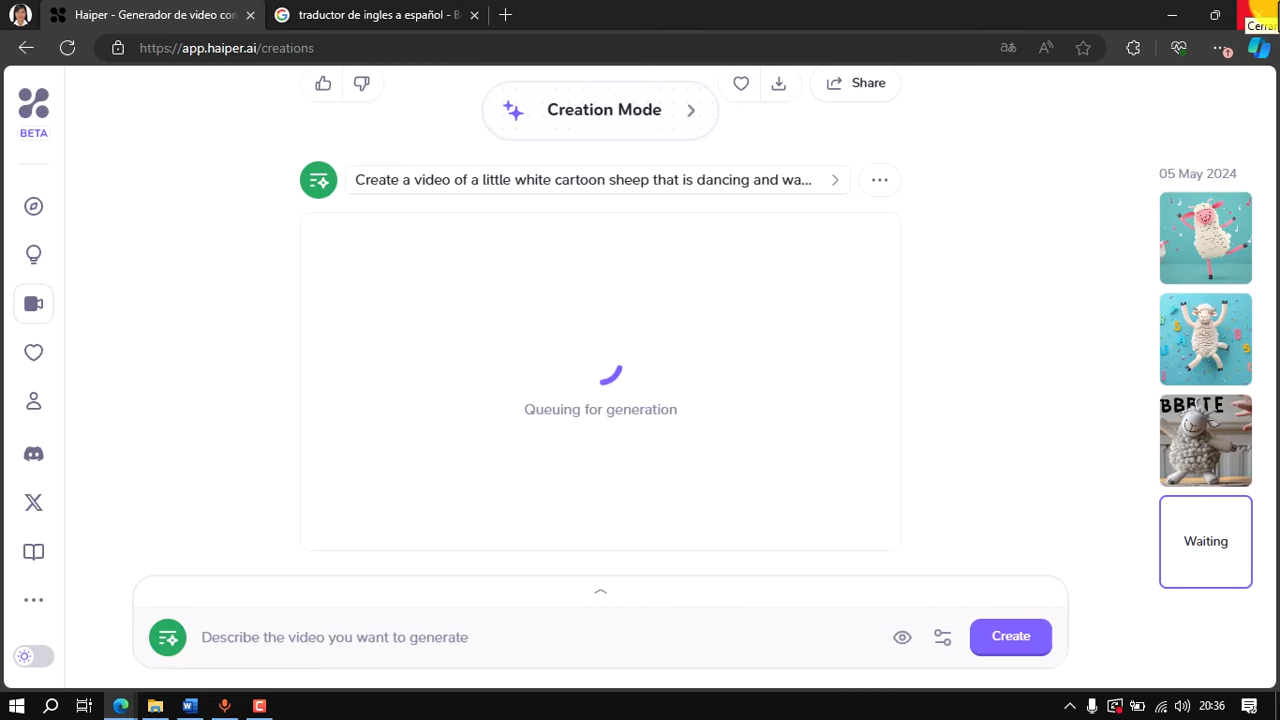 Haiper - Generador de video con
traductor de ingles a español - B
Cerrar
https://app.haiper.ai/creations
BETA
Share
Creation Mode
Create a video of a little white cartoon sheep that is dancing and wa...
05 May 2024
BBBTE
Queuing for generation
Waiting
Describe the video you want to generate
Create
20:36